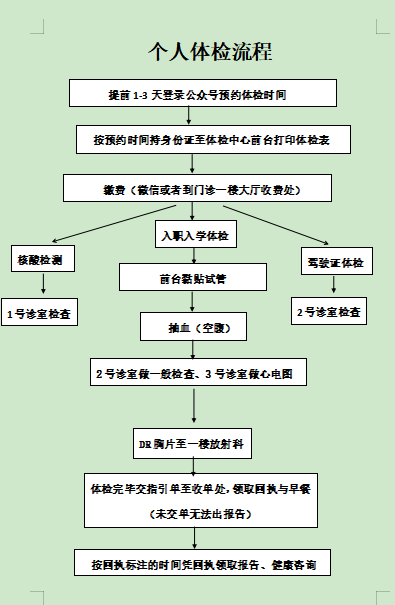 个人体检流程
提前1-3天登录公众号预约体检时间
按预约时间持身份证至体检中心前台打印体检表
缴费（微信或者到门诊一楼大厅收费处）
核酸检测
入职入学体检
驾驶证体检
1号诊室检查
前台黏贴试管
2号诊室检查
抽血（空腹）
2号诊室做一般检查、3号诊室做心电图
DR胸片至一楼放射科
体检完毕交指引单至收单处，领取回执与早餐
（未交单无法出报告）
按回执标注的时间凭回执领取报告、健康咨询